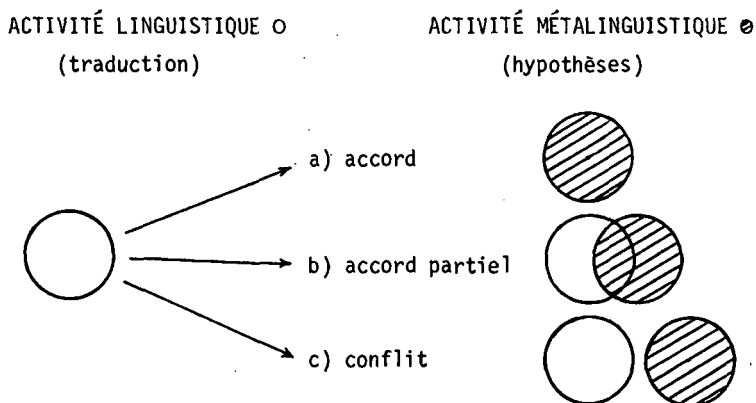 ACTIVITÉ LINGUISTIQUE O
ACTIVITÉ MÉTALINGUISTIQUE
(traduction)
(hypothèses)
a) accord
b) accord partiel
c) conflit